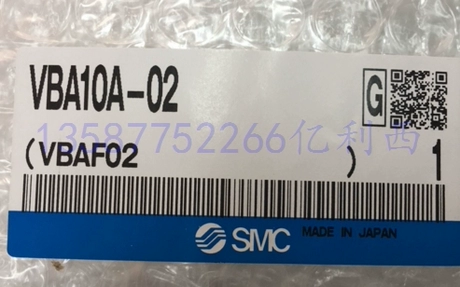 VBA10A-02
G
13587752266亿利西
(VBAF02 ) 1
SMC MADE IN JAPAN